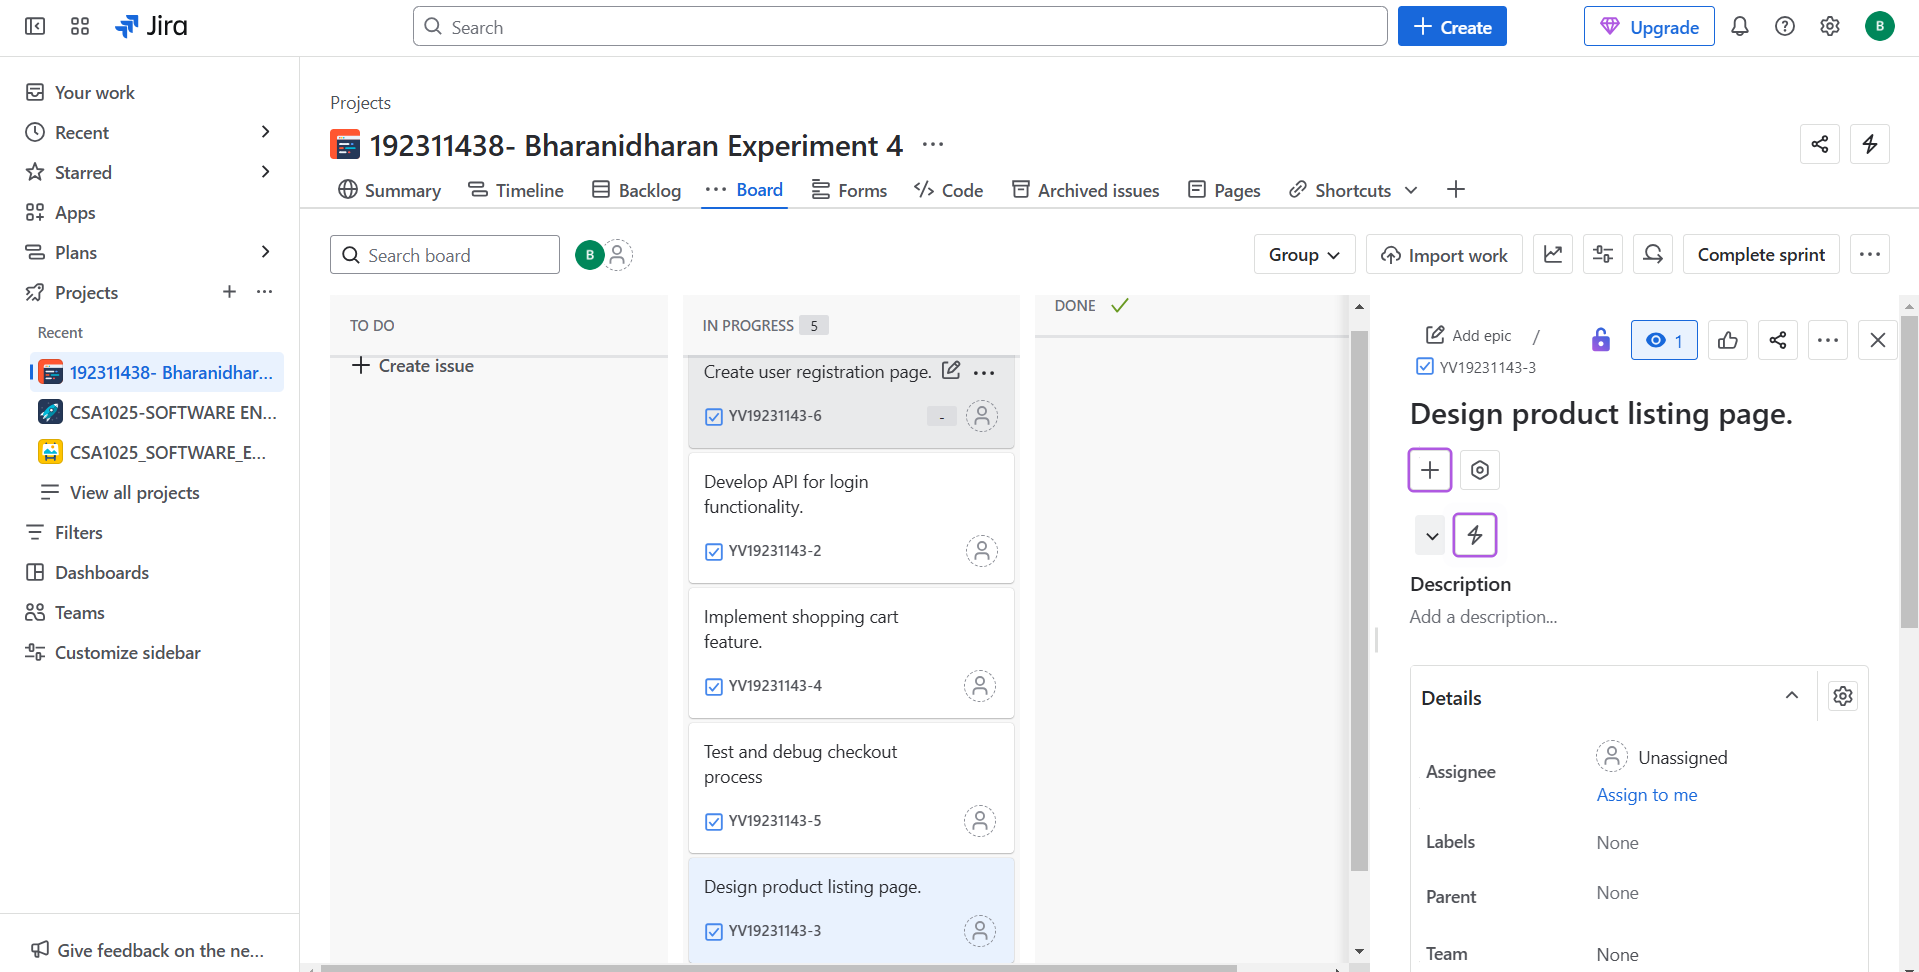 Jira
Search
Create
Upgrade
B
Your work
Recent
Starred
Apps
Plans
Projects
Recent
192311438- Bharanidhar...
CSA1025-SOFTWARE EN...
CSA1025_SOFTWARE_E...
View all projects
Filters
Dashboards
Teams
Customize sidebar
Give feedback on the ne...
Projects
192311438- Bharanidharan Experiment 4
Summary
Timeline
Backlog
Board
Forms
Code
Archived issues
Pages
Shortcuts
Search board
B
Group
Import work
Complete sprint
TO DO
Create issue
IN PROGRESS 5
Create user registration page.
YV19231143-6
-
Develop API for login
functionality.
YV19231143-2
Implement shopping cart
feature.
YV19231143-4
Test and debug checkout
process
YV19231143-5
Design product listing page.
YV19231143-3
DONE
Add epic /
1
YV19231143-3
Design product listing page.
Description
Add a description...
Details
Assignee
Unassigned
Assign to me
Labels
None
Parent
None
Team
None